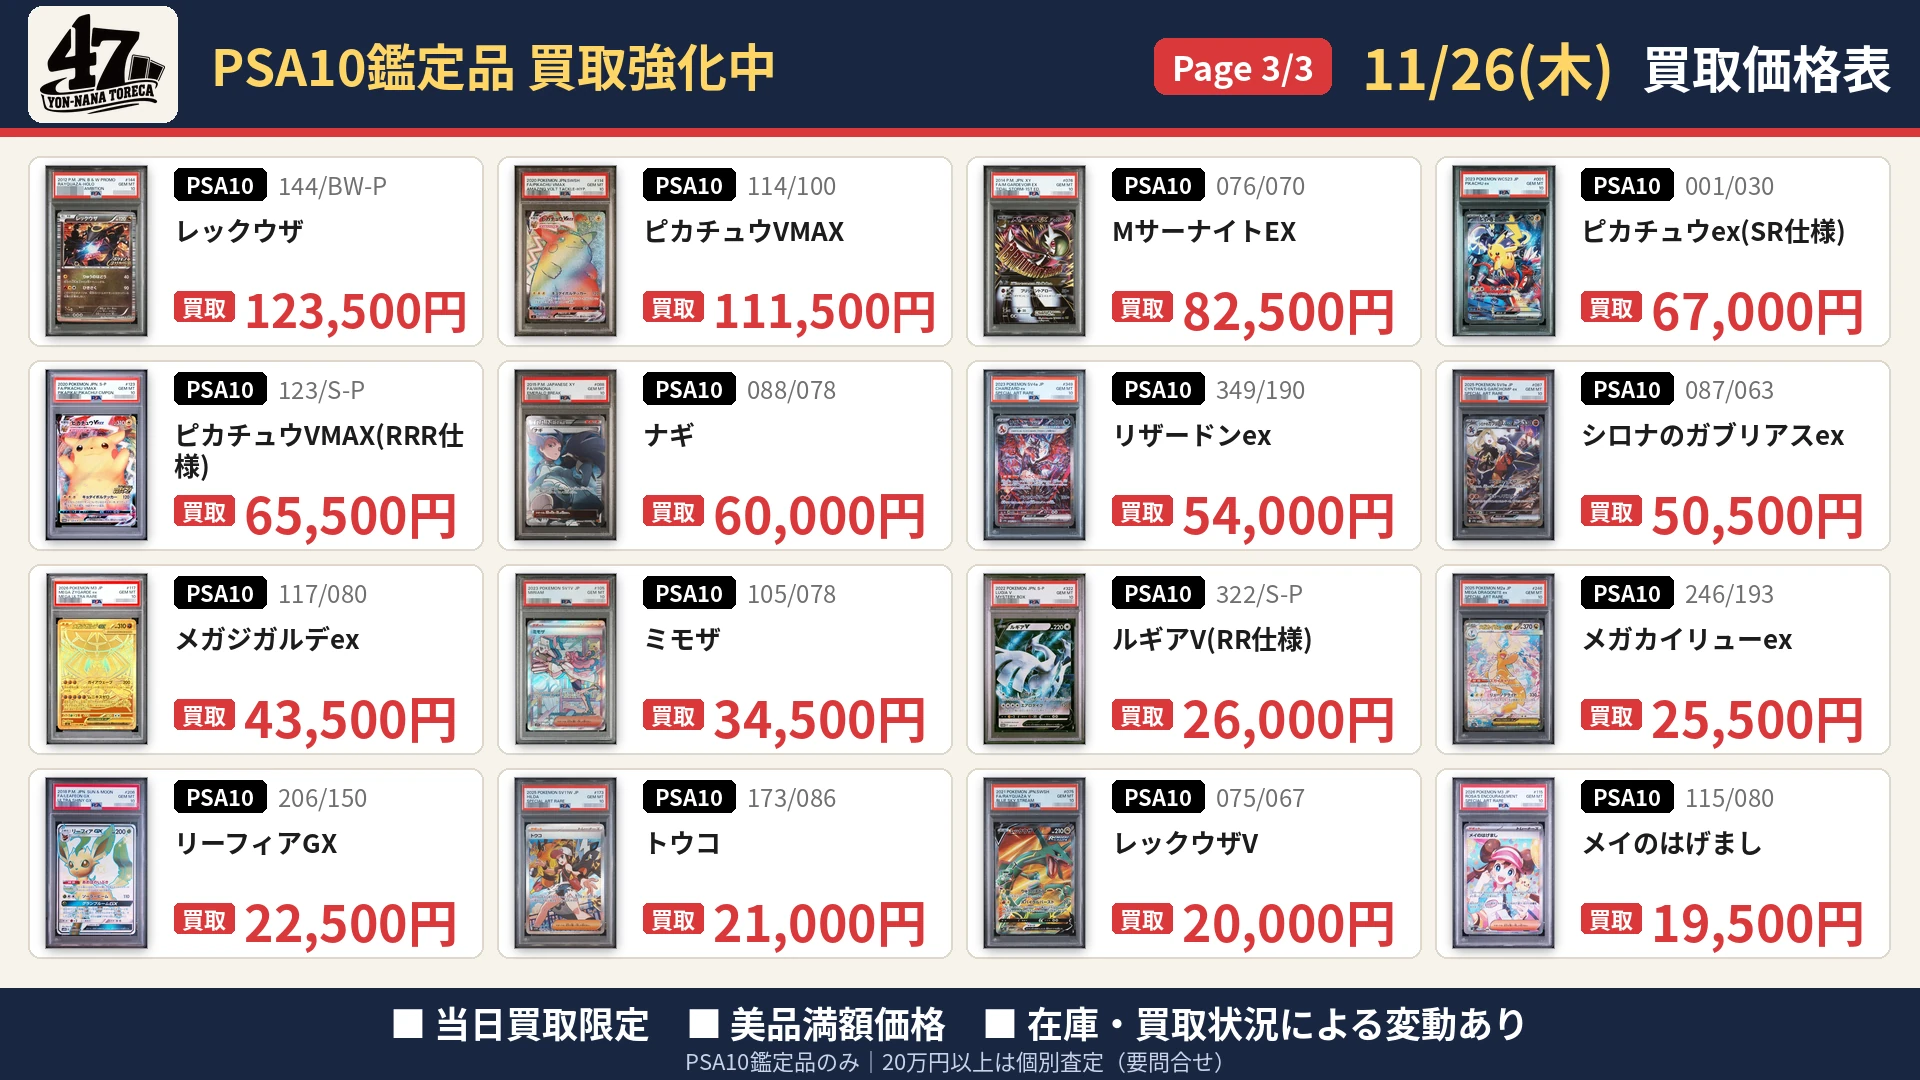 47
YON-NANA TORECA
PSA10鑑定品 買取強化中
Page 3/3
11/26(木) 買取価格表
PSA10 144/BW-P
レックウザ
買取 123,500円
PSA10 114/100
ピカチュウVMAX
買取 111,500円
PSA10 076/070
MサーナイトEX
買取 82,500円
PSA10 001/030
ピカチュウex(SR仕様)
買取 67,000円
PSA10 123/S-P
ピカチュウVMAX(RRR仕
様)
買取 65,500円
PSA10 088/078
ナギ
買取 60,000円
PSA10 349/190
リザードンex
買取 54,000円
PSA10 087/063
シロナのガブリアスex
買取 50,500円
PSA10 117/080
メガジガルデex
買取 43,500円
PSA10 105/078
ミモザ
買取 34,500円
PSA10 322/S-P
ルギアV(RR仕様)
買取 26,000円
PSA10 246/193
メガカイリューex
買取 25,500円
PSA10 206/150
リーフィアGX
買取 22,500円
PSA10 173/086
トウコ
買取 21,000円
PSA10 075/067
レックウザV
買取 20,000円
PSA10 115/080
メイのはげまし
買取 19,500円
■ 当日買取限定 ■ 美品満額価格 ■ 在庫・買取状況による変動あり
PSA10鑑定品のみ｜20万円以上は個別査定（要問合せ）